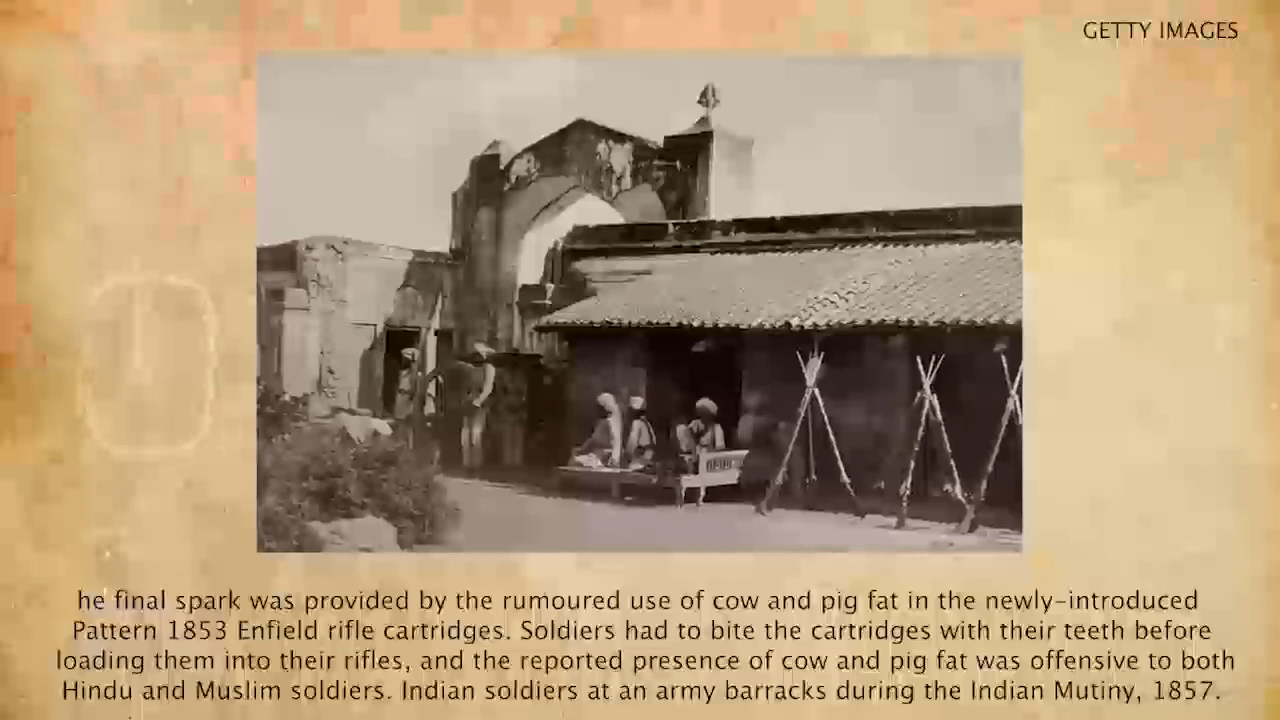 GETTY IMAGES
he final spark was provided by the rumoured use of cow and pig fat in the newly-introduced
Pattern 1853 Enfield rifle cartridges. Soldiers had to bite the cartridges with their teeth before
loading them into their rifles, and the reported presence of cow and pig fat was offensive to both
Hindu and Muslim soldiers. Indian soldiers at an army barracks during the Indian Mutiny, 1857.